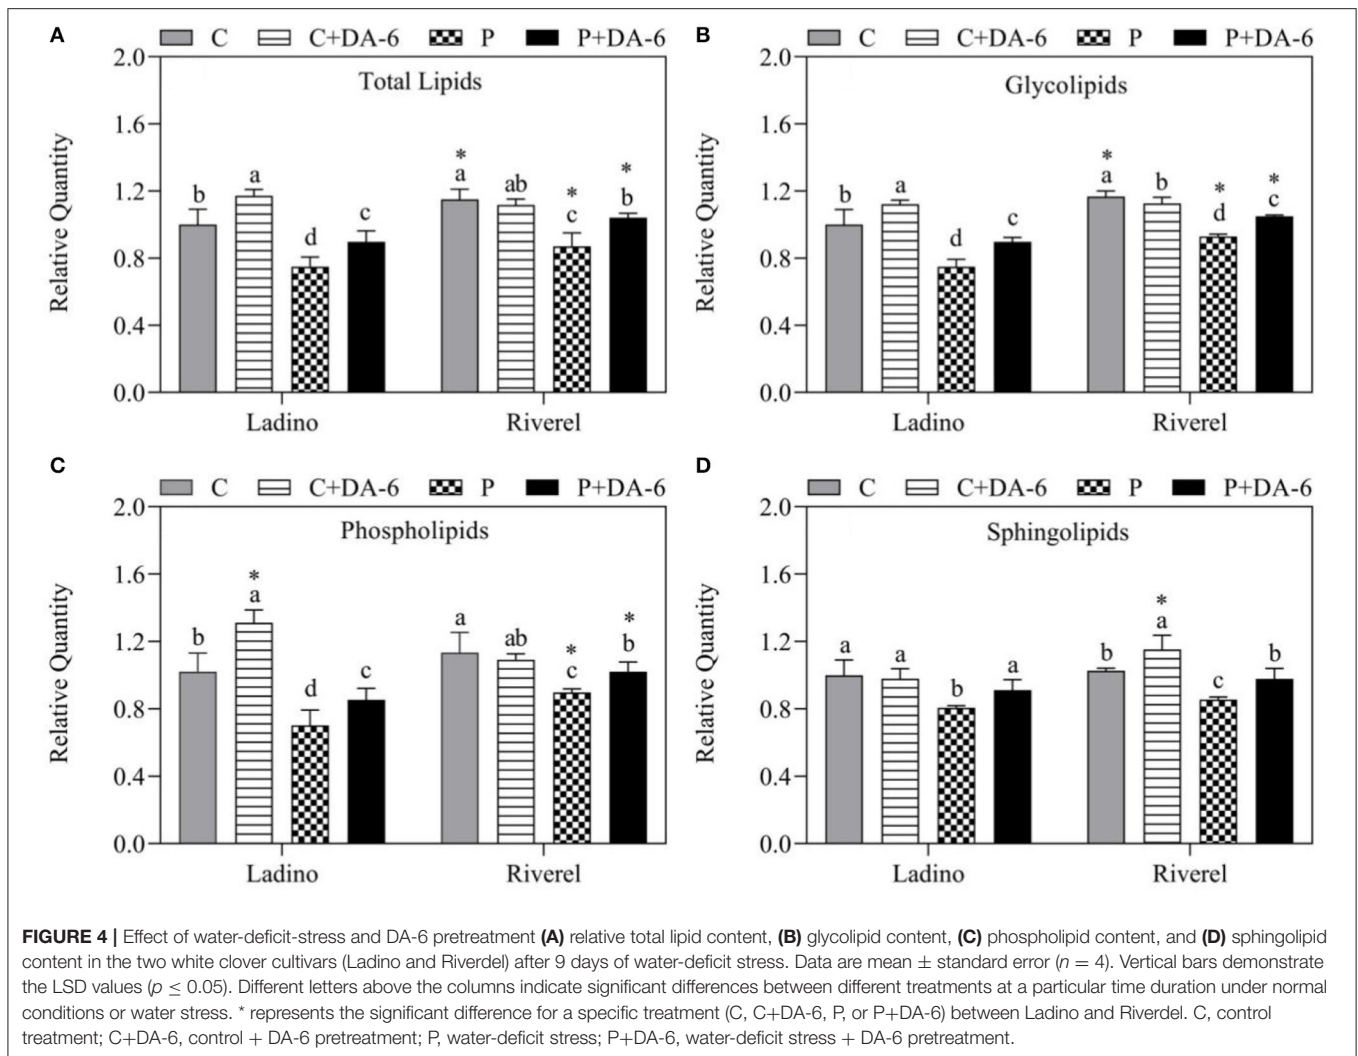 A
C C+DA-6 P P+DA-6
Total Lipids
Relative Quantity
2.0
1.6
1.2
0.8
0.4
0.0
b a d c * a ab * c * b
Ladino Riverel
B
C C+DA-6 P P+DA-6
Glycolipids
Relative Quantity
2.0
1.6
1.2
0.8
0.4
0.0
b a d c * a b * d * c
Ladino Riverel
C
C C+DA-6 P P+DA-6
Phospholipids
Relative Quantity
2.0
1.6
1.2
0.8
0.4
0.0
b * a d c a ab * c * b
Ladino Riverel
D
C C+DA-6 P P+DA-6
Sphingolipids
Relative Quantity
2.0
1.6
1.2
0.8
0.4
0.0
a a b a b * a c b
Ladino Riverel
FIGURE 4 | Effect of water-deficit-stress and DA-6 pretreatment (A) relative total lipid content, (B) glycolipid content, (C) phospholipid content, and (D) sphingolipid
content in the two white clover cultivars (Ladino and Riverdel) after 9 days of water-deficit stress. Data are mean ± standard error (n = 4). Vertical bars demonstrate
the LSD values (p ≤ 0.05). Different letters above the columns indicate significant differences between different treatments at a particular time duration under normal
conditions or water stress. * represents the significant difference for a specific treatment (C, C+DA-6, P, or P+DA-6) between Ladino and Riverdel. C, control
treatment; C+DA-6, control + DA-6 pretreatment; P, water-deficit stress; P+DA-6, water-deficit stress + DA-6 pretreatment.